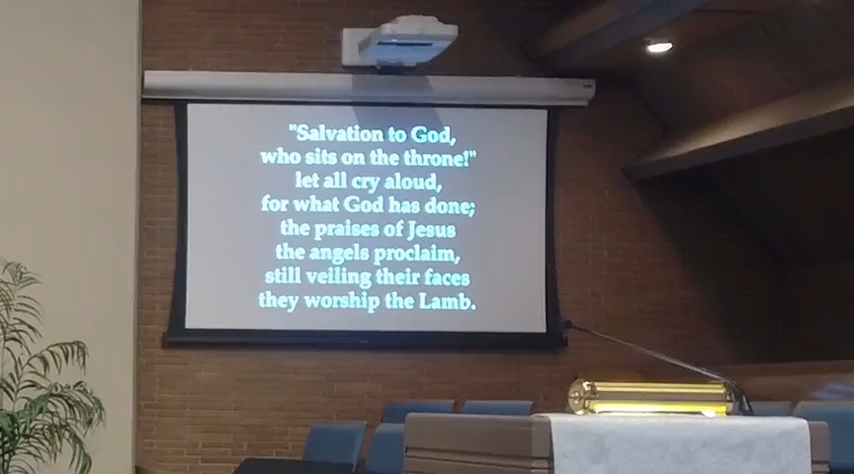 "Salvation to God,
who sits on the throne!"
let all cry aloud,
for what God has done;
the praises of Jesus
the angels proclaim,
still veiling their faces
they worship the Lamb.